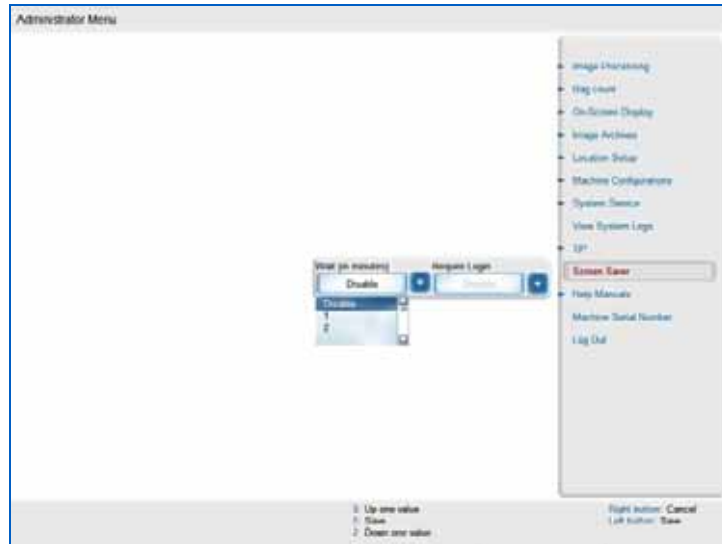 Administrator Menu
Image Processing
Bag count
On-Screen Display
Image Archives
Location Setup
Machine Configurations
System Service
View System Logs
Screen Saver
Help Manuals
Machine Serial Number
Log Out
Wait (in minutes) Require Login
Disable
Disable
1
2
Up one value
Save
2 Down one value
Right button: Cancel
Left button: Save